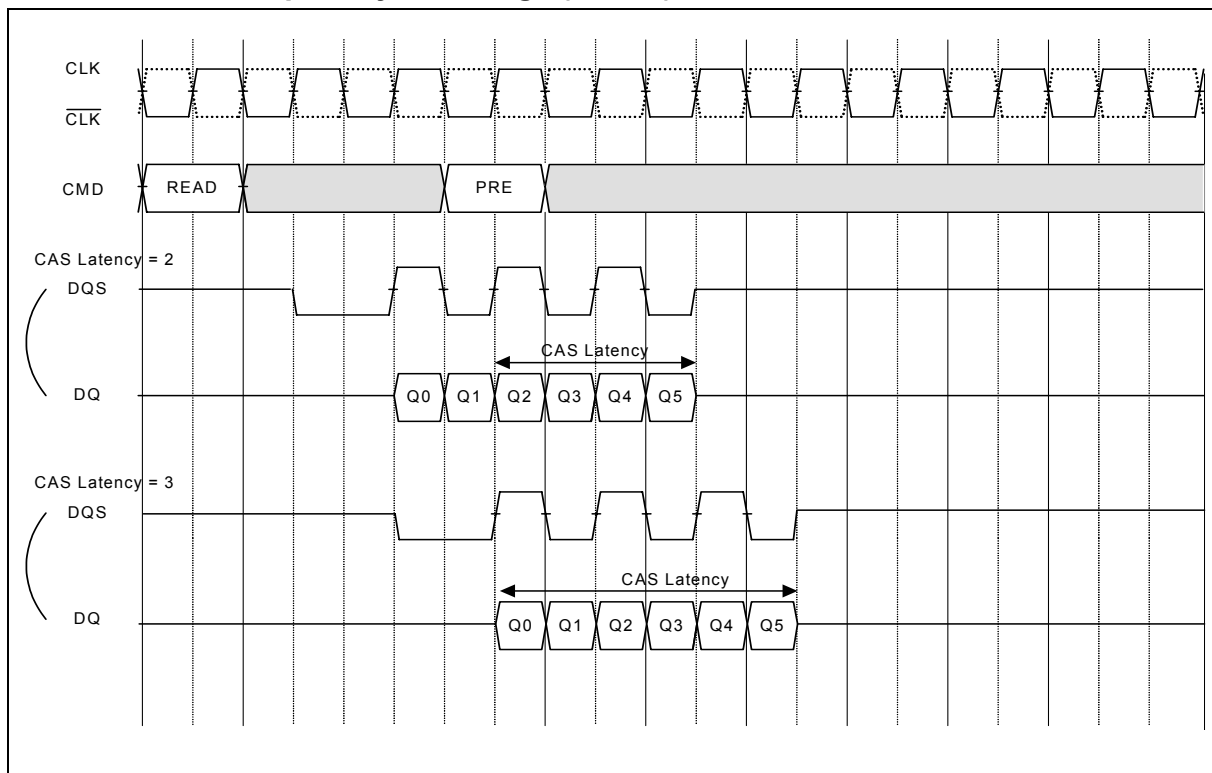 CLK
CLK
CMD
READ
PRE
CAS Latency = 2
DQS
CAS Latency
DQ
Q0
Q1
Q2
Q3
Q4
Q5
CAS Latency = 3
DQS
CAS Latency
DQ
Q0
Q1
Q2
Q3
Q4
Q5